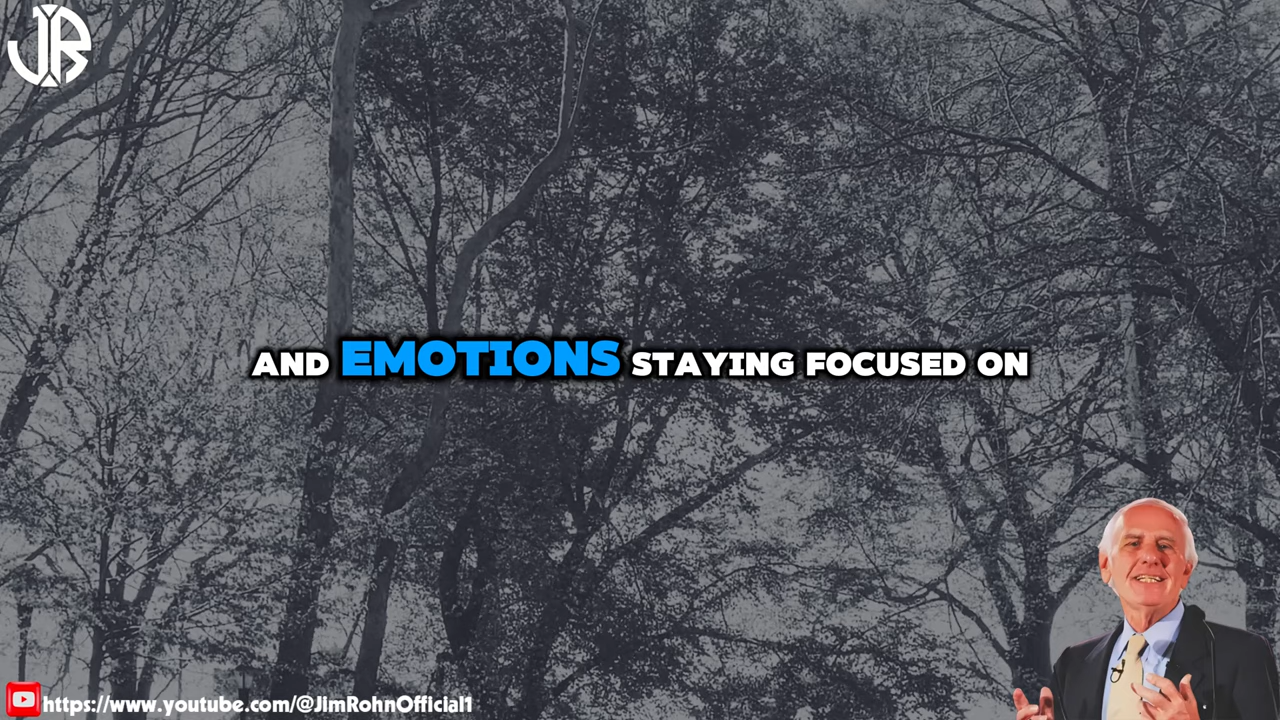 JR
AND EMOTIONS STAYING FOCUSED ON
https://www.youtube.com/@JimRohnOfficial1